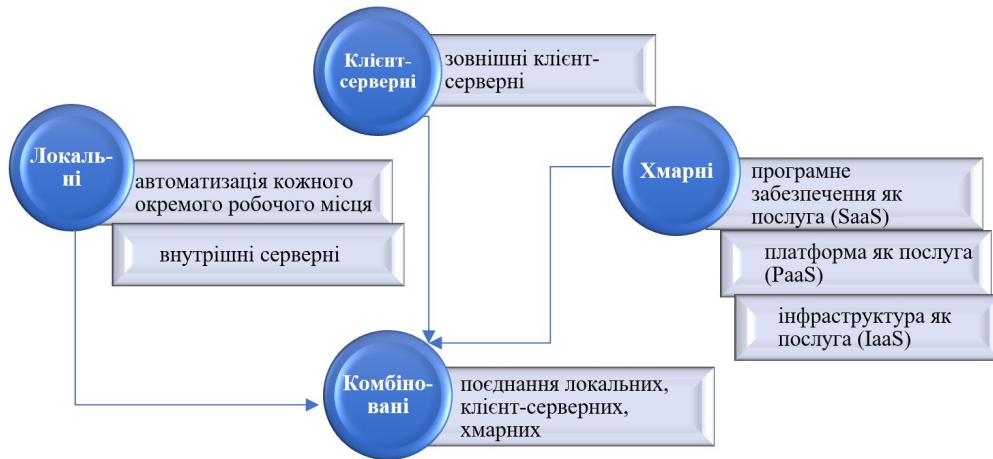 Клієнт-
серверні
зовнішні клієнт-
серверні
Локаль-
ні
автоматизація кожного
окремого робочого місця
внутрішні серверні
Хмарні
програмне
забезпечення як
послуга (SaaS)
платформа як послуга
(PaaS)
інфраструктура як
послуга (IaaS)
Комбіно-
вані
поєднання локальних,
клієнт-серверних,
хмарних